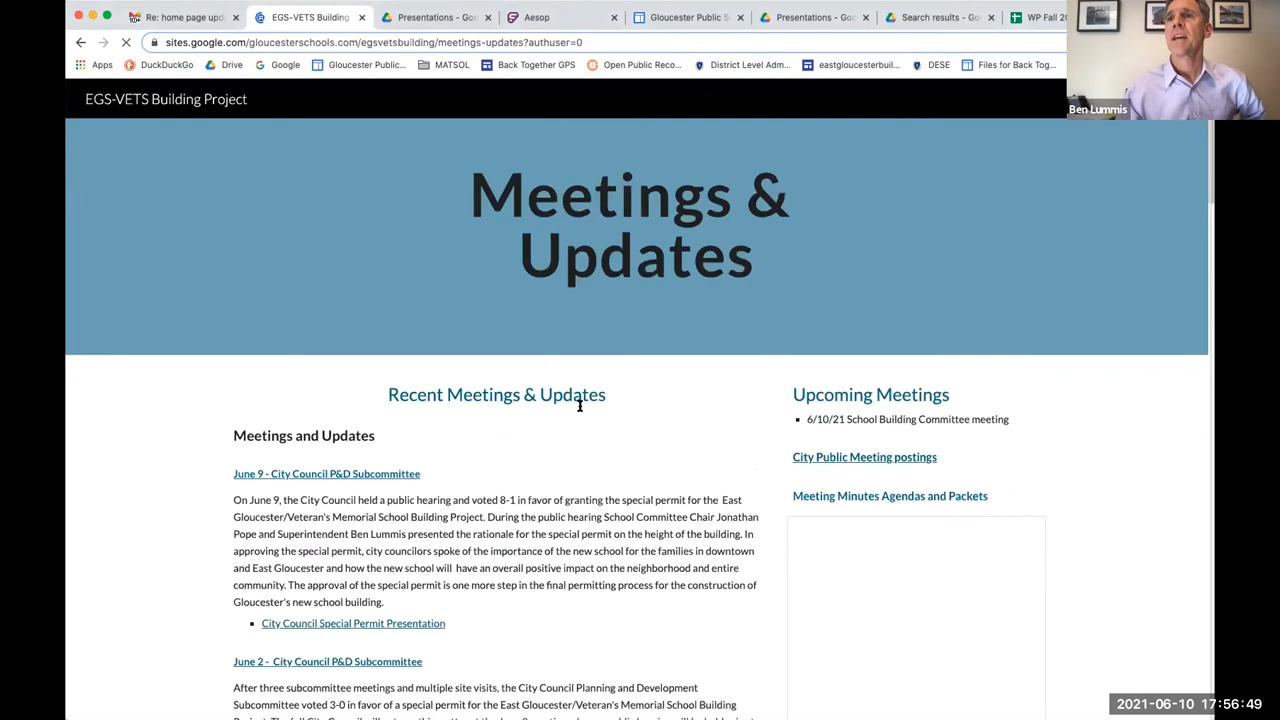 Re: home page upd
EGS-VETS Building
Presentations - Goo
Aesop
Gloucester Public S
Presentations - Goo
Search results - Go
WP Fall 20
sites.google.com/gloucesterschools.com/egsvetsbuilding/meetings-updates?authuser=0
Apps
DuckDuckGo
Drive
Google
Gloucester Public...
MATSOL
Back Together GPS
Open Public Reco...
District Level Adm...
eastgloucesterbuil...
DESE
Files for Back Tog...
Ben Lummis
EGS-VETS Building Project
Meetings &
Updates
Recent Meetings & Updates
Meetings and Updates
June 9 - City Council P&D Subcommittee
On June 9, the City Council held a public hearing and voted 8-1 in favor of granting the special permit for the East
Gloucester/Veteran's Memorial School Building Project. During the public hearing School Committee Chair Jonathan
Pope and Superintendent Ben Lummis presented the rationale for the special permit on the height of the building. In
approving the special permit, city councilors spoke of the importance of the new school for the families in downtown
and East Gloucester and how the new school will have an overall positive impact on the neighborhood and entire
community. The approval of the special permit is one more step in the final permitting process for the construction of
Gloucester's new school building.
City Council Special Permit Presentation
June 2 - City Council P&D Subcommittee
After three subcommittee meetings and multiple site visits, the City Council Planning and Development
Subcommittee voted 3-0 in favor of a special permit for the East Gloucester/Veteran's Memorial School Building
Upcoming Meetings
6/10/21 School Building Committee meeting
City Public Meeting postings
Meeting Minutes Agendas and Packets
2021-06-10 17:56:49